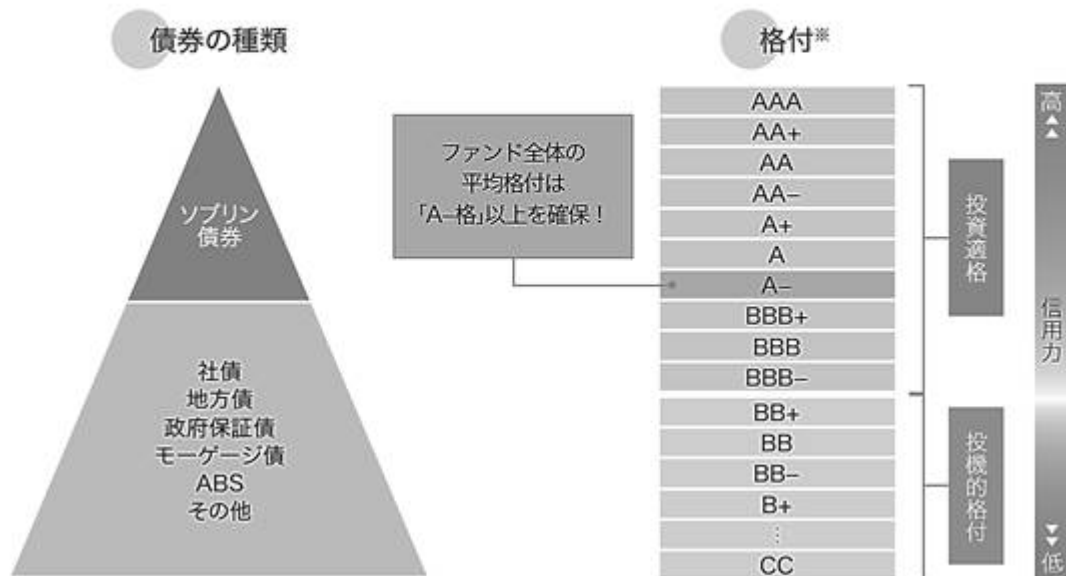 債券の種類
ソブリン
債券
社債
地方債
政府保証債
モーゲージ債
ABS
その他
格付※
ファンド全体の
平均格付は
「A−格」以上を確保！
AAA
AA+
AA
AA−
A+
A
A−
BBB+
BBB
BBB−
BB+
BB
BB−
B+
⋮
CC
投資適格
投機的格付
高
信用力
低